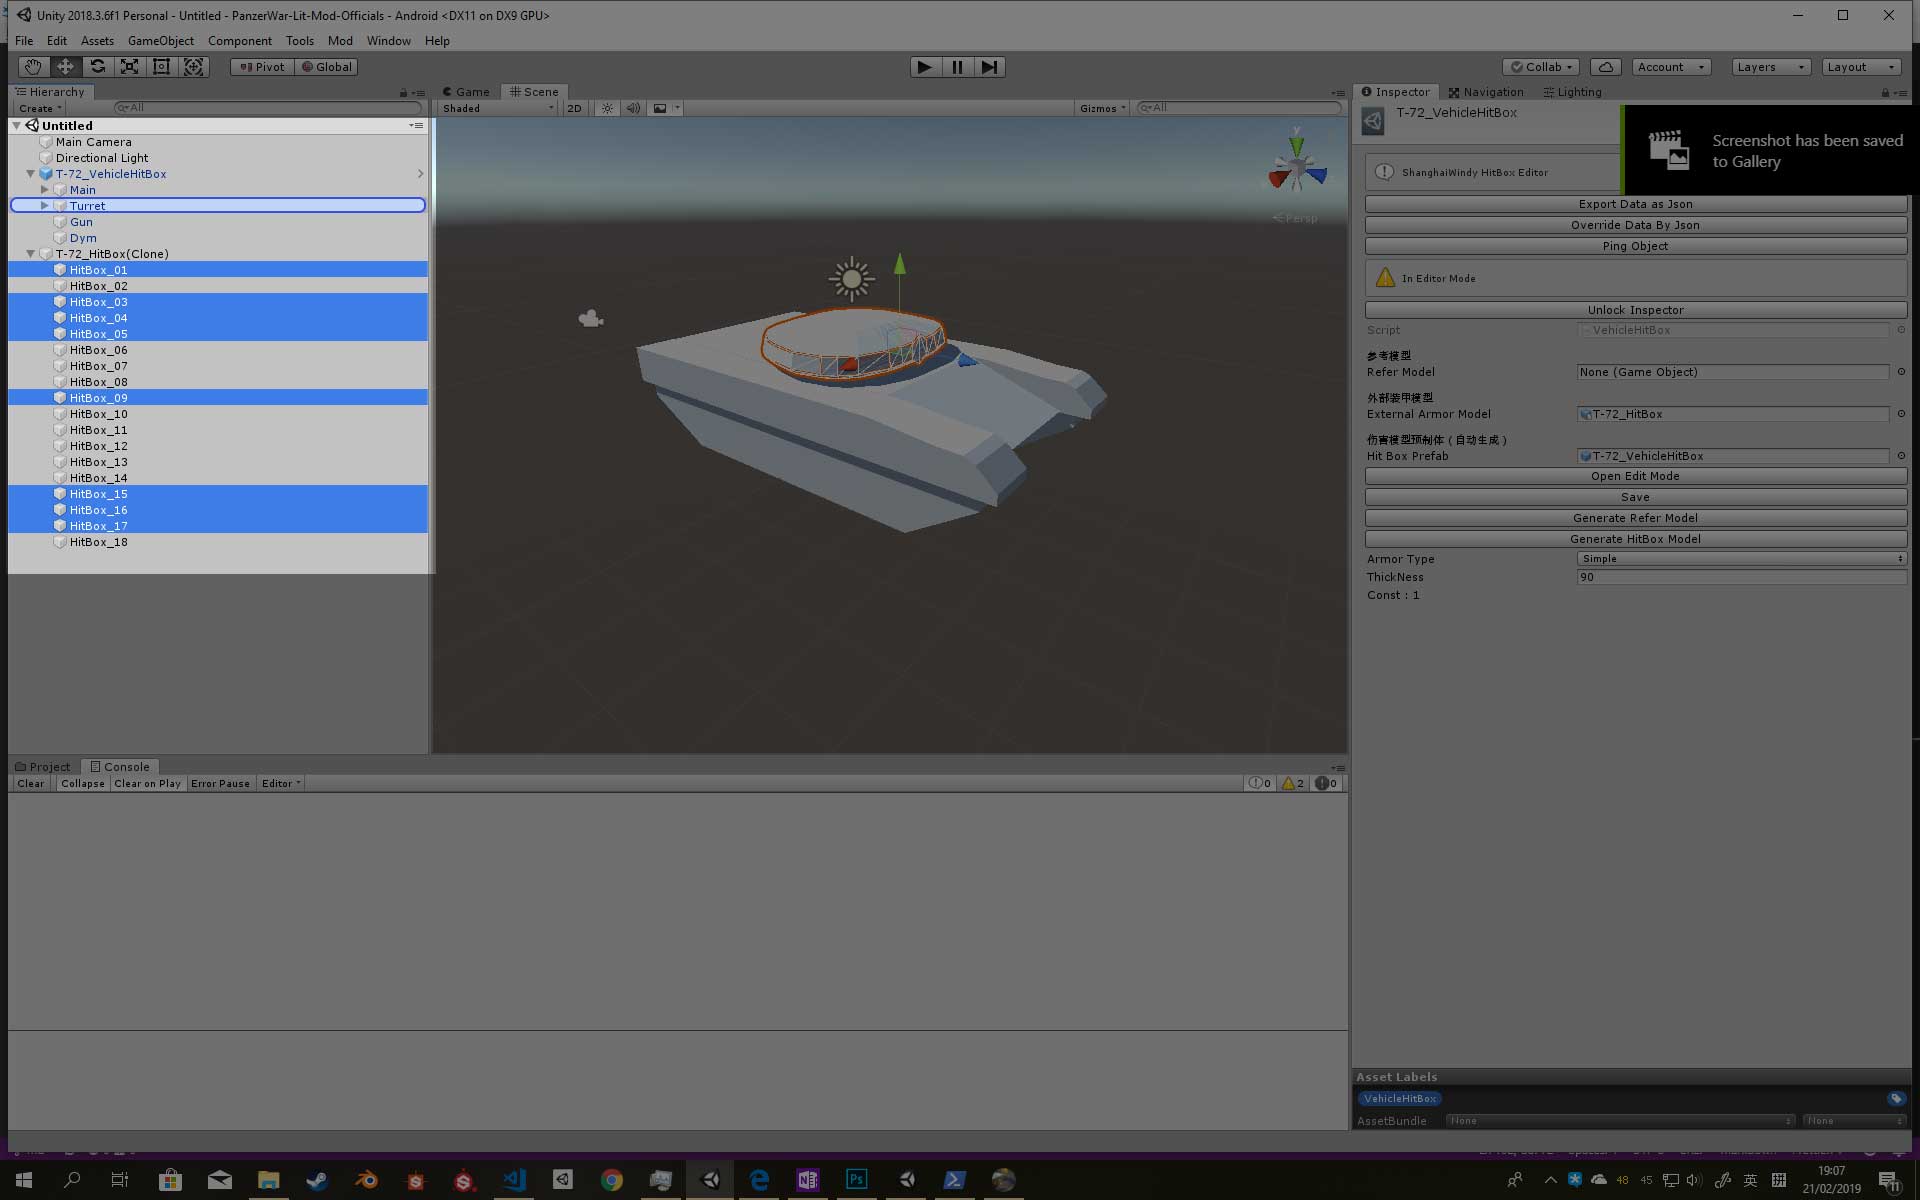 Unity 2018.3.6f1 Personal - Untitled - PanzerWar-Lit-Mod-Officials - Android <DX11 on DX9 GPU>
File Edit Assets GameObject Component Tools Mod Window Help
Pivot Global Collab Account Layers Layout
Hierarchy Game Scene Inspector Navigation Lighting
Create All Shaded 2D Gizmos All
Untitled
Main Camera
Directional Light
T-72_VehicleHitBox
Main
Turret
Gun
Dym
T-72_HitBox(Clone)
HitBox_01
HitBox_02
HitBox_03
HitBox_04
HitBox_05
HitBox_06
HitBox_07
HitBox_08
HitBox_09
HitBox_10
HitBox_11
HitBox_12
HitBox_13
HitBox_14
HitBox_15
HitBox_16
HitBox_17
HitBox_18
y
Persp
T-72_VehicleHitBox
Screenshot has been saved
to Gallery
ShanghaiWindy HitBox Editor
Export Data as Json
Override Data By Json
Ping Object
In Editor Mode
Unlock Inspector
Script VehicleHitBox
参考模型
Refer Model None (Game Object)
外部装甲模型
External Armor Model T-72_HitBox
伤害模型预制体（自动生成）
Hit Box Prefab T-72_VehicleHitBox
Open Edit Mode
Save
Generate Refer Model
Generate HitBox Model
Armor Type Simple
ThickNess 90
Const : 1
Project Console
Clear Collapse Clear on Play Error Pause Editor 0 2 0
Asset Labels
VehicleHitBox
AssetBundle None None
48 45 英 拼 19:07
21/02/2019 11